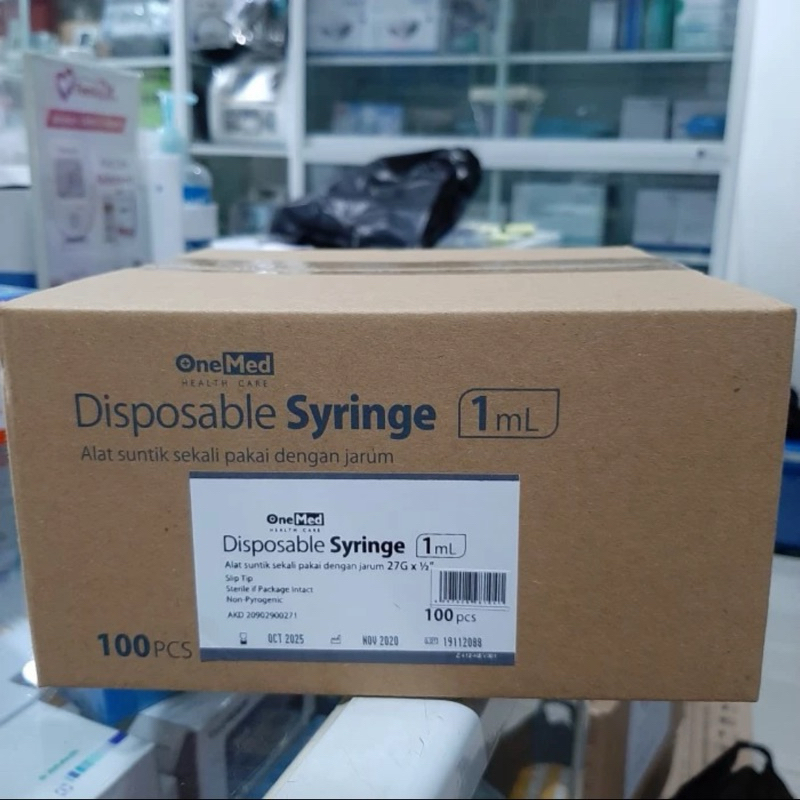 OneMed
HEALTH CARE
Disposable Syringe 1mL
Alat suntik sekali pakai dengan jarum
OneMed
HEALTH CARE
Disposable Syringe 1mL
Alat suntik sekali pakai dengan jarum 27G x ½"
Slip Tip
Sterile if Package Intact
Non-Pyrogenic
100 pcs
AKD 20902900271
OCT 2025 NOV 2020 19112088
100PCS